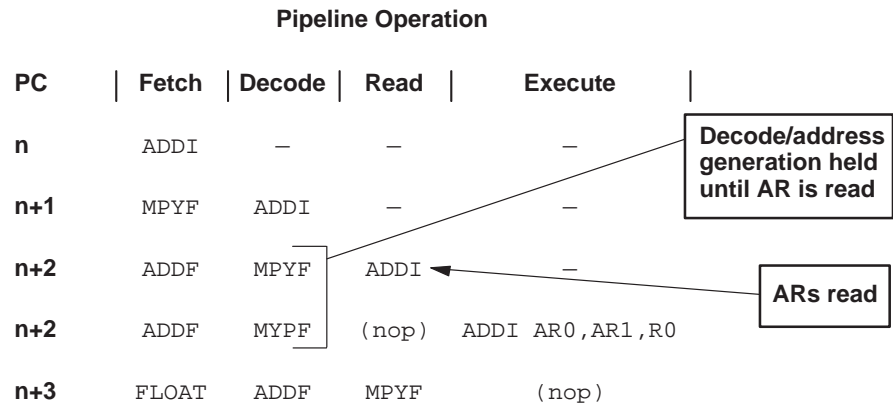 Pipeline Operation
PC | Fetch | Decode | Read | Execute |
n ADDI – – –
Decode/address
generation held
until AR is read
n+1 MPYF ADDI – –
n+2 ADDF MPYF ADDI –
ARs read
n+2 ADDF MYPF (nop) ADDI AR0,AR1,R0
n+3 FLOAT ADDF MPYF (nop)